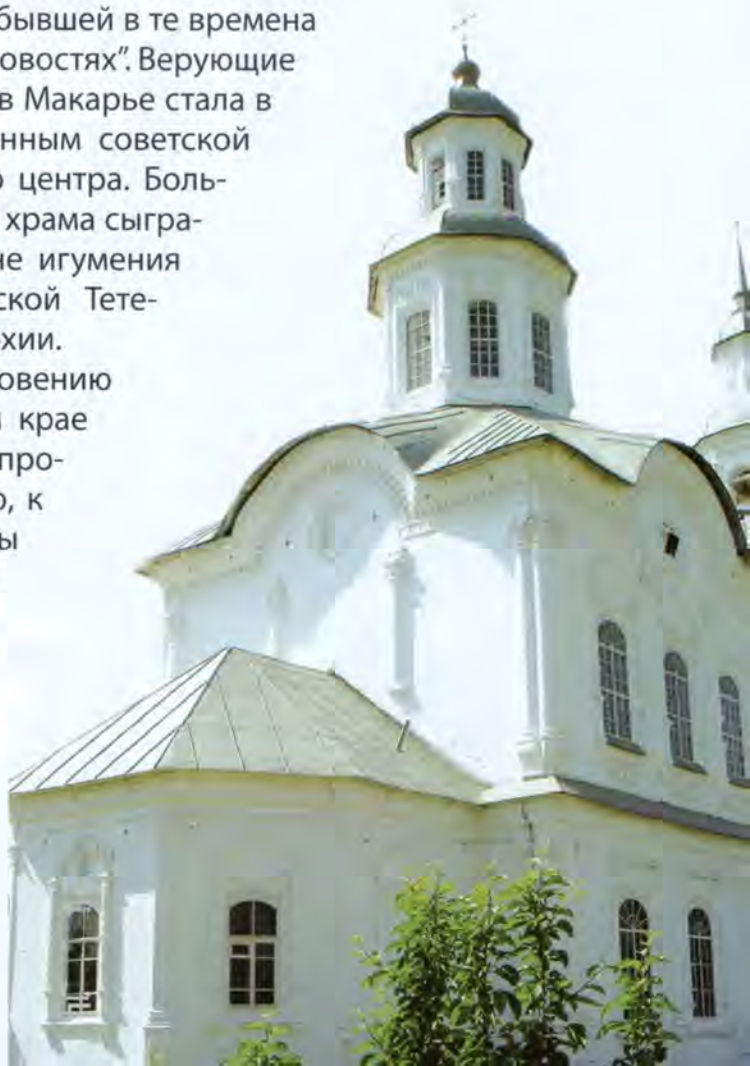 бывшей в те времена
овостях”. Верующие
в Макарье стала в
нным советской
центра. Боль-
храма сыгра-
не игумения
ской Тете-
хии.
овению
крае
про-
о, к
ы